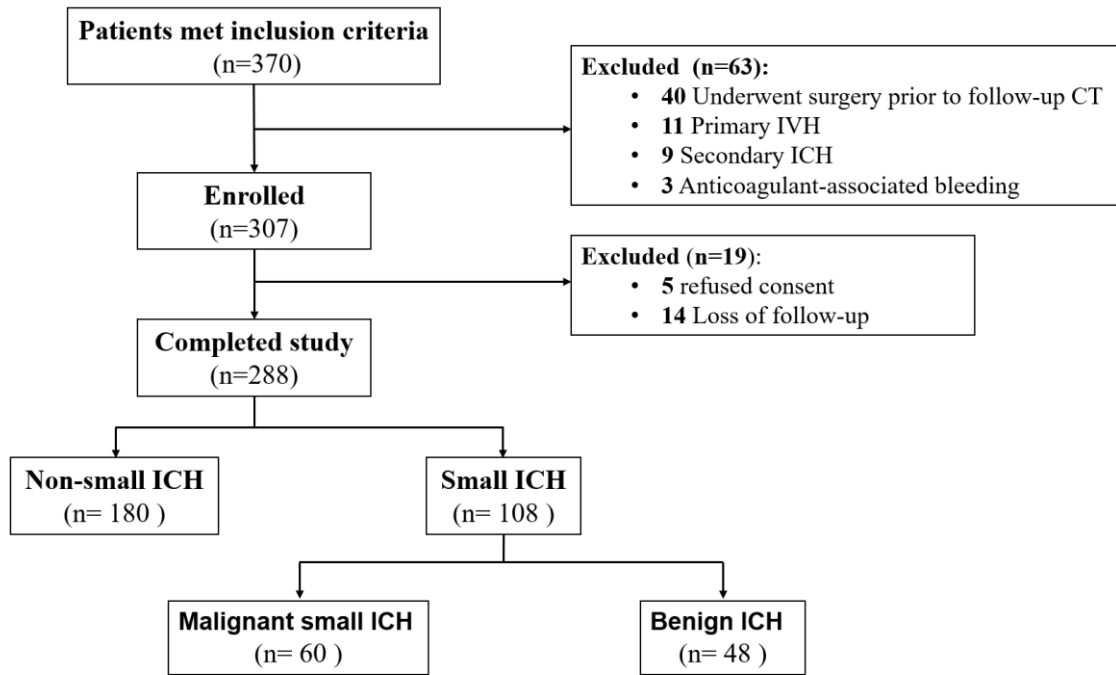 Patients met inclusion criteria
(n=370)
Excluded (n=63):
• 40 Underwent surgery prior to follow-up CT
• 11 Primary IVH
• 9 Secondary ICH
• 3 Anticoagulant-associated bleeding
Enrolled
(n=307)
Excluded (n=19):
• 5 refused consent
• 14 Loss of follow-up
Completed study
(n=288)
Non-small ICH
(n= 180 )
Small ICH
(n= 108 )
Malignant small ICH
(n= 60 )
Benign ICH
(n= 48 )